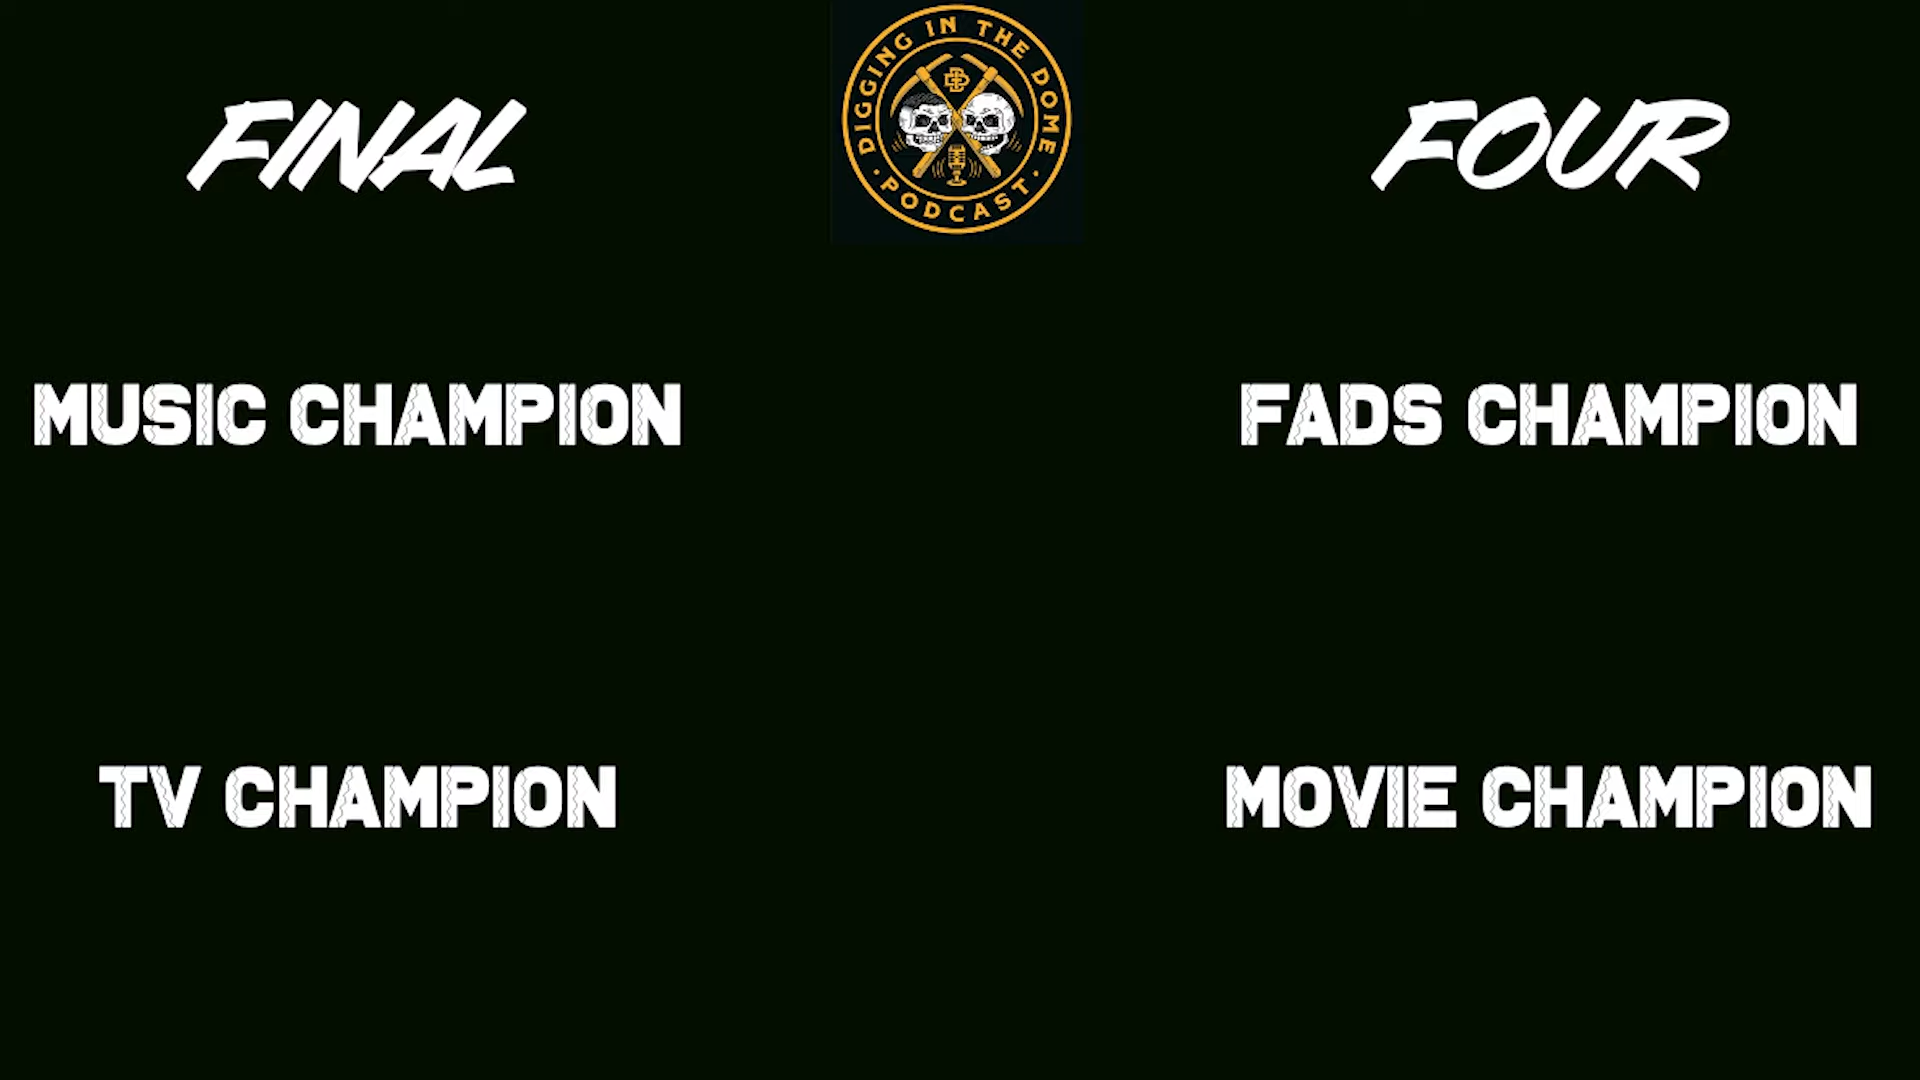 FINAL
DIGGING IN THE DOME
· PODCAST ·
FOUR
MUSIC CHAMPION
FADS CHAMPION
TV CHAMPION
MOVIE CHAMPION